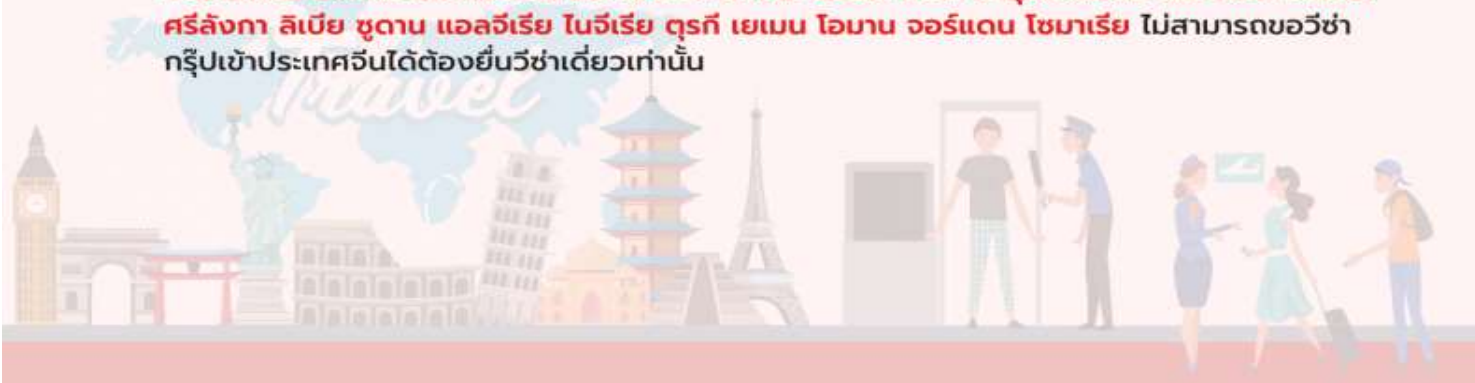 ศรีลังกา ลิเบีย ซูดาน แอลจีเรีย ไนจีเรีย ตุรกี เยเมน โอมาน จอร์แดน โซมาเรีย ไม่สามารถขอวีซ่า
กรุ๊ปเข้าประเทศจีนได้ต้องยื่นวีซ่าเดี่ยวเท่านั้น
Travel